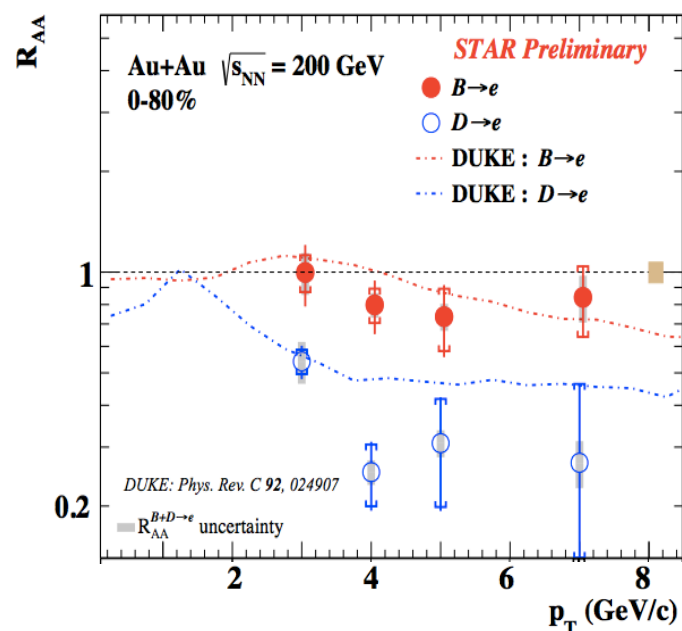 R_AA
Au+Au √s_NN = 200 GeV
0-80%
STAR Preliminary
B→e
D→e
DUKE : B→e
DUKE : D→e
1
0.2
DUKE: Phys. Rev. C 92, 024907
R_AA^{B+D→e} uncertainty
2 4 6 8
p_T (GeV/c)